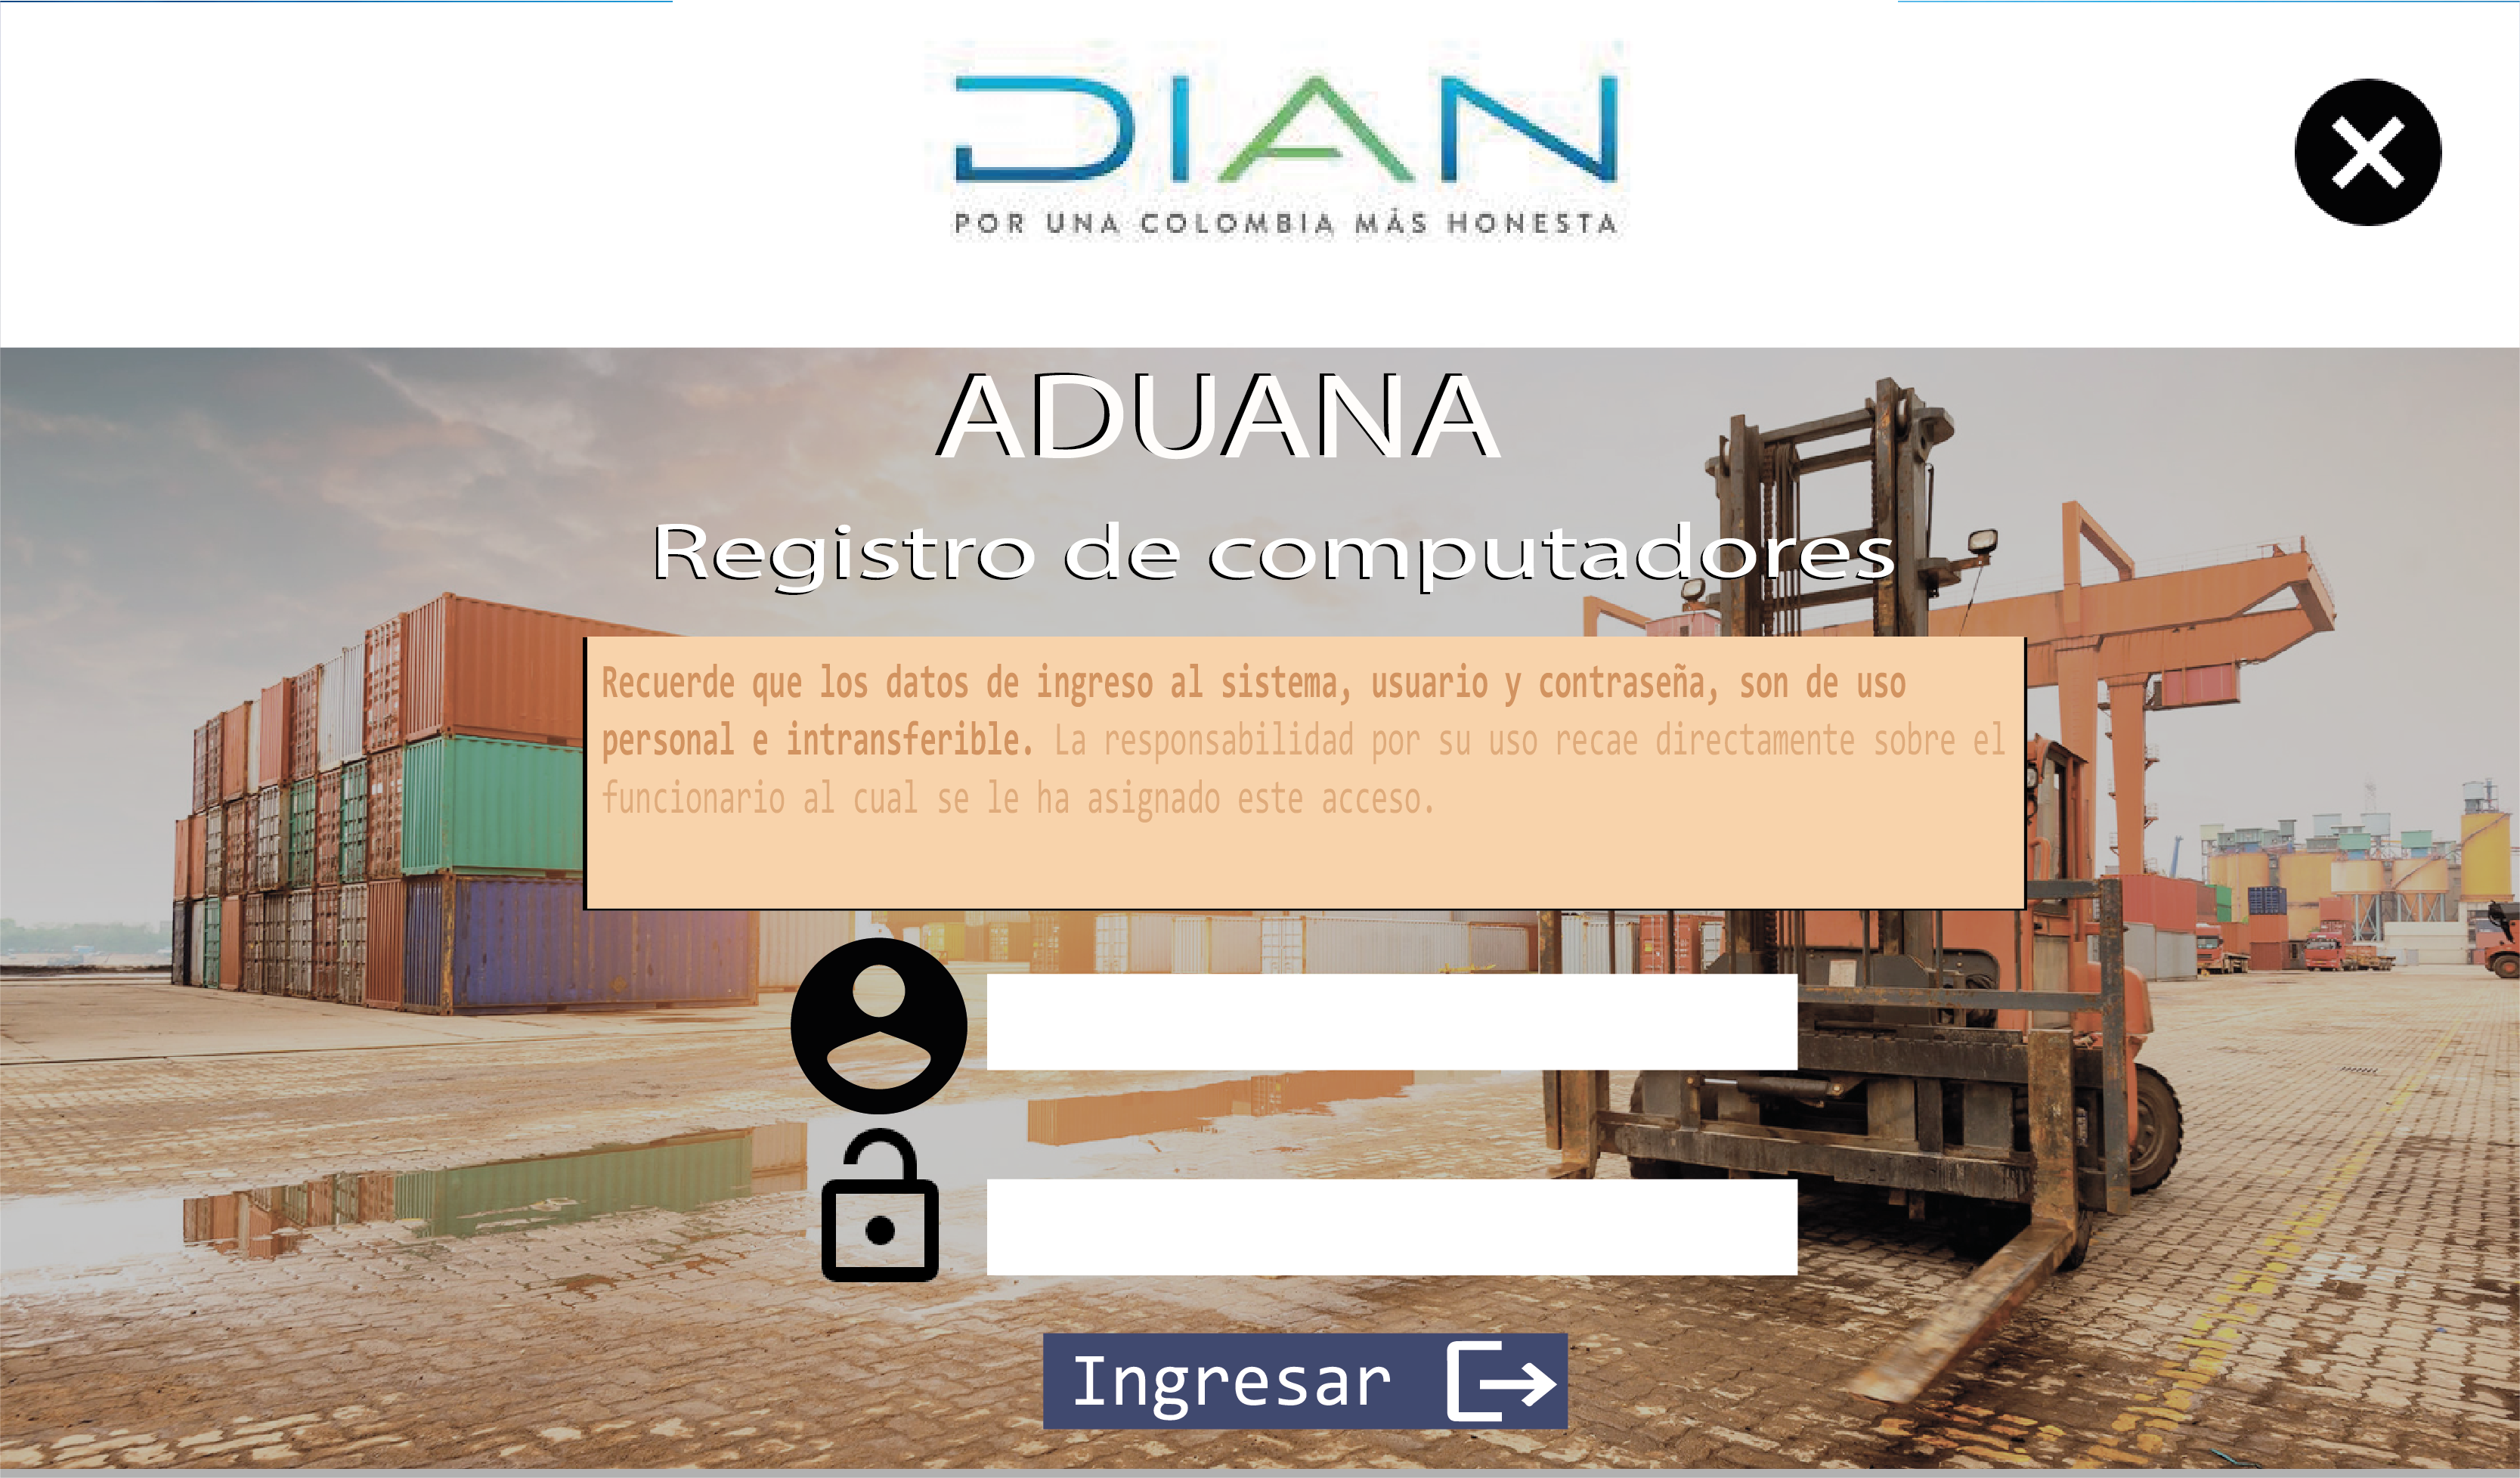 DIAN
POR UNA COLOMBIA MÁS HONESTA
ADUANA
Registro de computadores
Recuerde que los datos de ingreso al sistema, usuario y contraseña, son de uso
personal e intransferible. La responsabilidad por su uso recae directamente sobre el
funcionario al cual se le ha asignado este acceso.
Ingresar